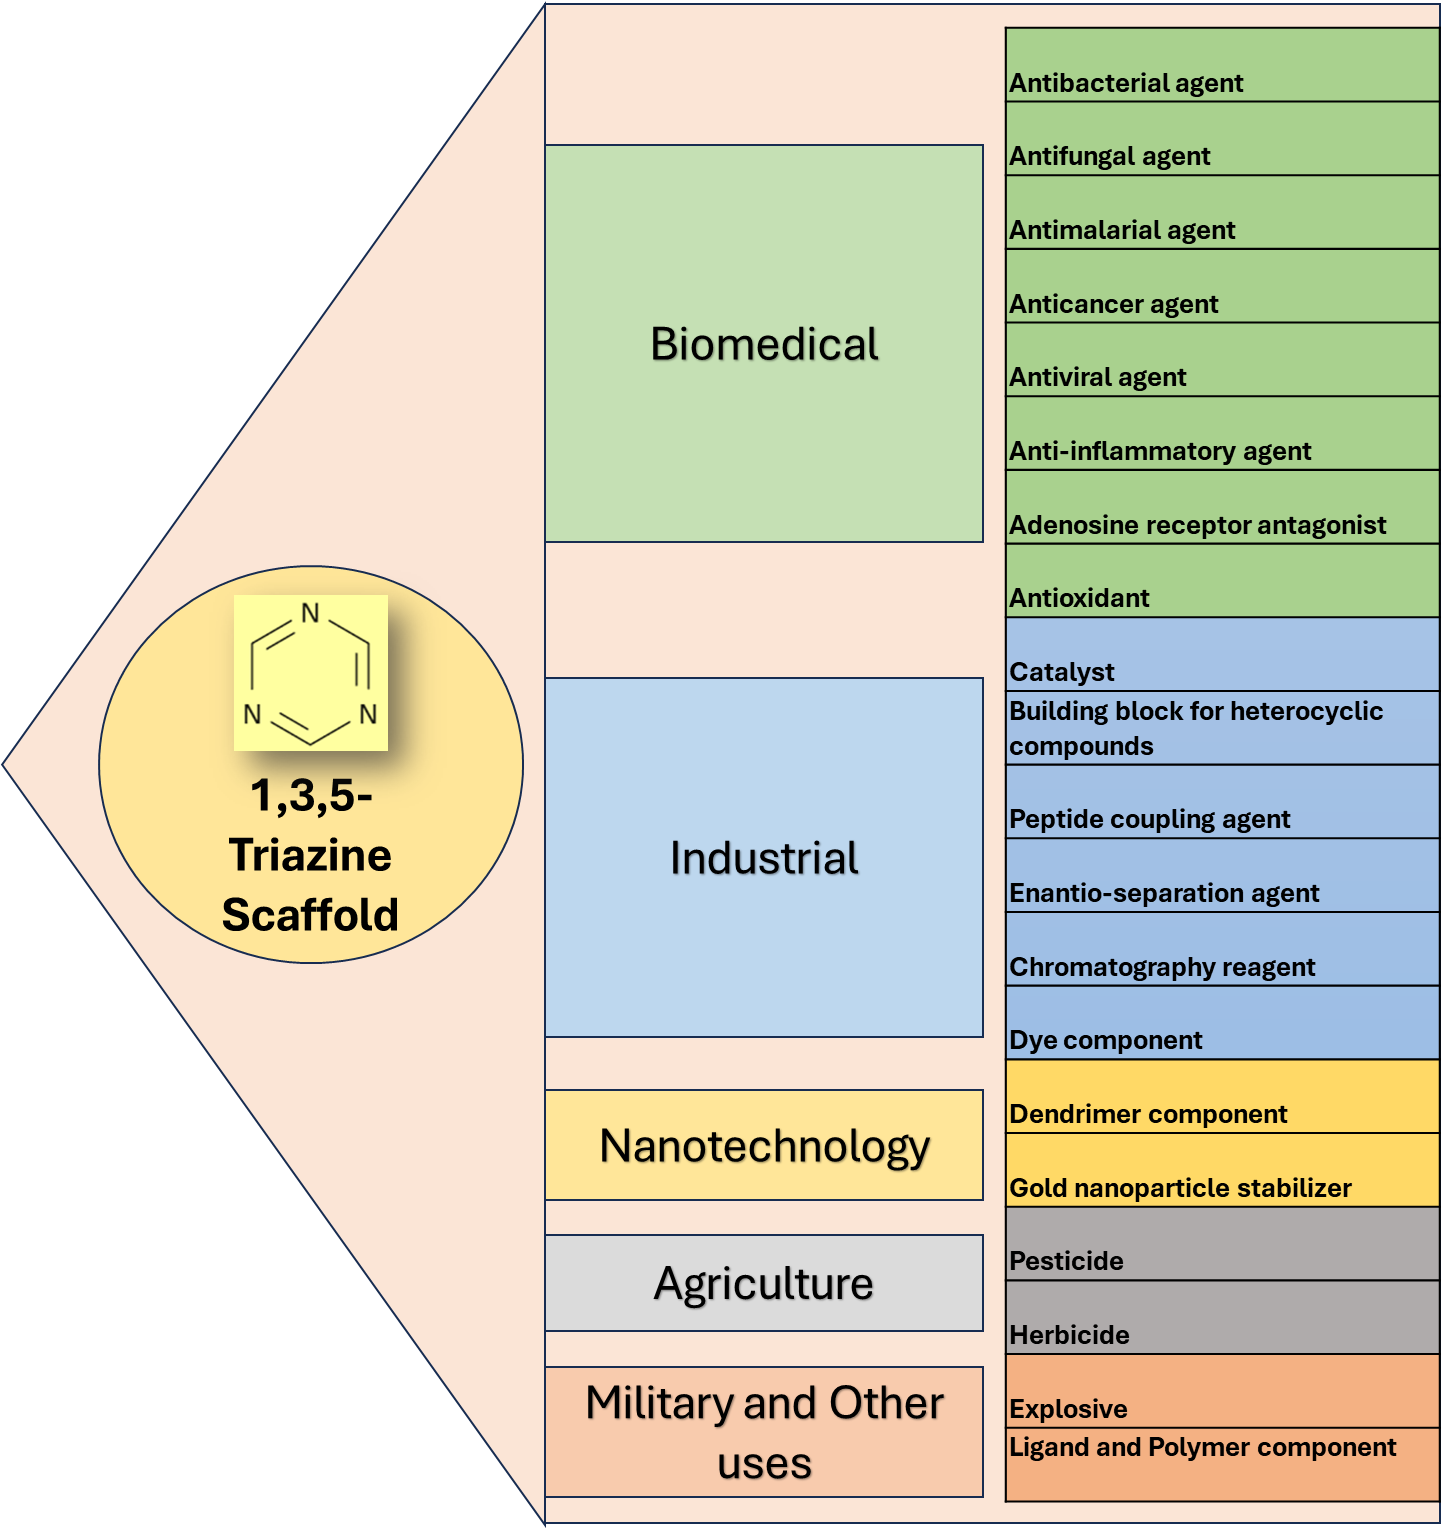 N
N
N
1,3,5-
Triazine
Scaffold
Biomedical
Industrial
Nanotechnology
Agriculture
Military and Other
uses
Antibacterial agent
Antifungal agent
Antimalarial agent
Anticancer agent
Antiviral agent
Anti-inflammatory agent
Adenosine receptor antagonist
Antioxidant
Catalyst
Building block for heterocyclic
compounds
Peptide coupling agent
Enantio-separation agent
Chromatography reagent
Dye component
Dendrimer component
Gold nanoparticle stabilizer
Pesticide
Herbicide
Explosive
Ligand and Polymer component